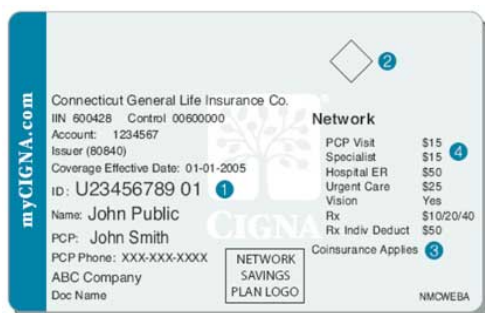 myCIGNA.com
2
Connecticut General Life Insurance Co.
IIN 600428 Control 00600000
Account: 1234567
Issuer (80840)
Coverage Effective Date: 01-01-2005
ID: U23456789 01 1
Name: John Public
PCP: John Smith
PCP Phone: XXX-XXX-XXXX
ABC Company
Doc Name
CIGNA
NETWORK
SAVINGS
PLAN LOGO
Network
PCP Visit $15
Specialist $15 4
Hospital ER $50
Urgent Care $25
Vision Yes
Rx $10/20/40
Rx Indiv Deduct $50
Coinsurance Applies 3
NMCWEBA